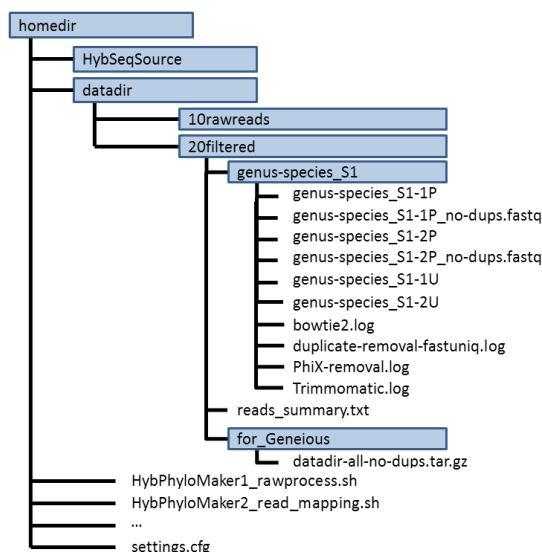 homedir
HybSeqSource
datadir
10rawreads
20filtered
genus-species_S1
genus-species_S1-1P
genus-species_S1-1P_no-dups.fastq
genus-species_S1-2P
genus-species_S1-2P_no-dups.fastq
genus-species_S1-1U
genus-species_S1-2U
bowtie2.log
duplicate-removal-fastuniq.log
PhiX-removal.log
Trimmomatic.log
reads_summary.txt
for_Geneious
datadir-all-no-dups.tar.gz
HybPhyloMaker1_rawprocess.sh
HybPhyloMaker2_read_mapping.sh
...
settings.cfg